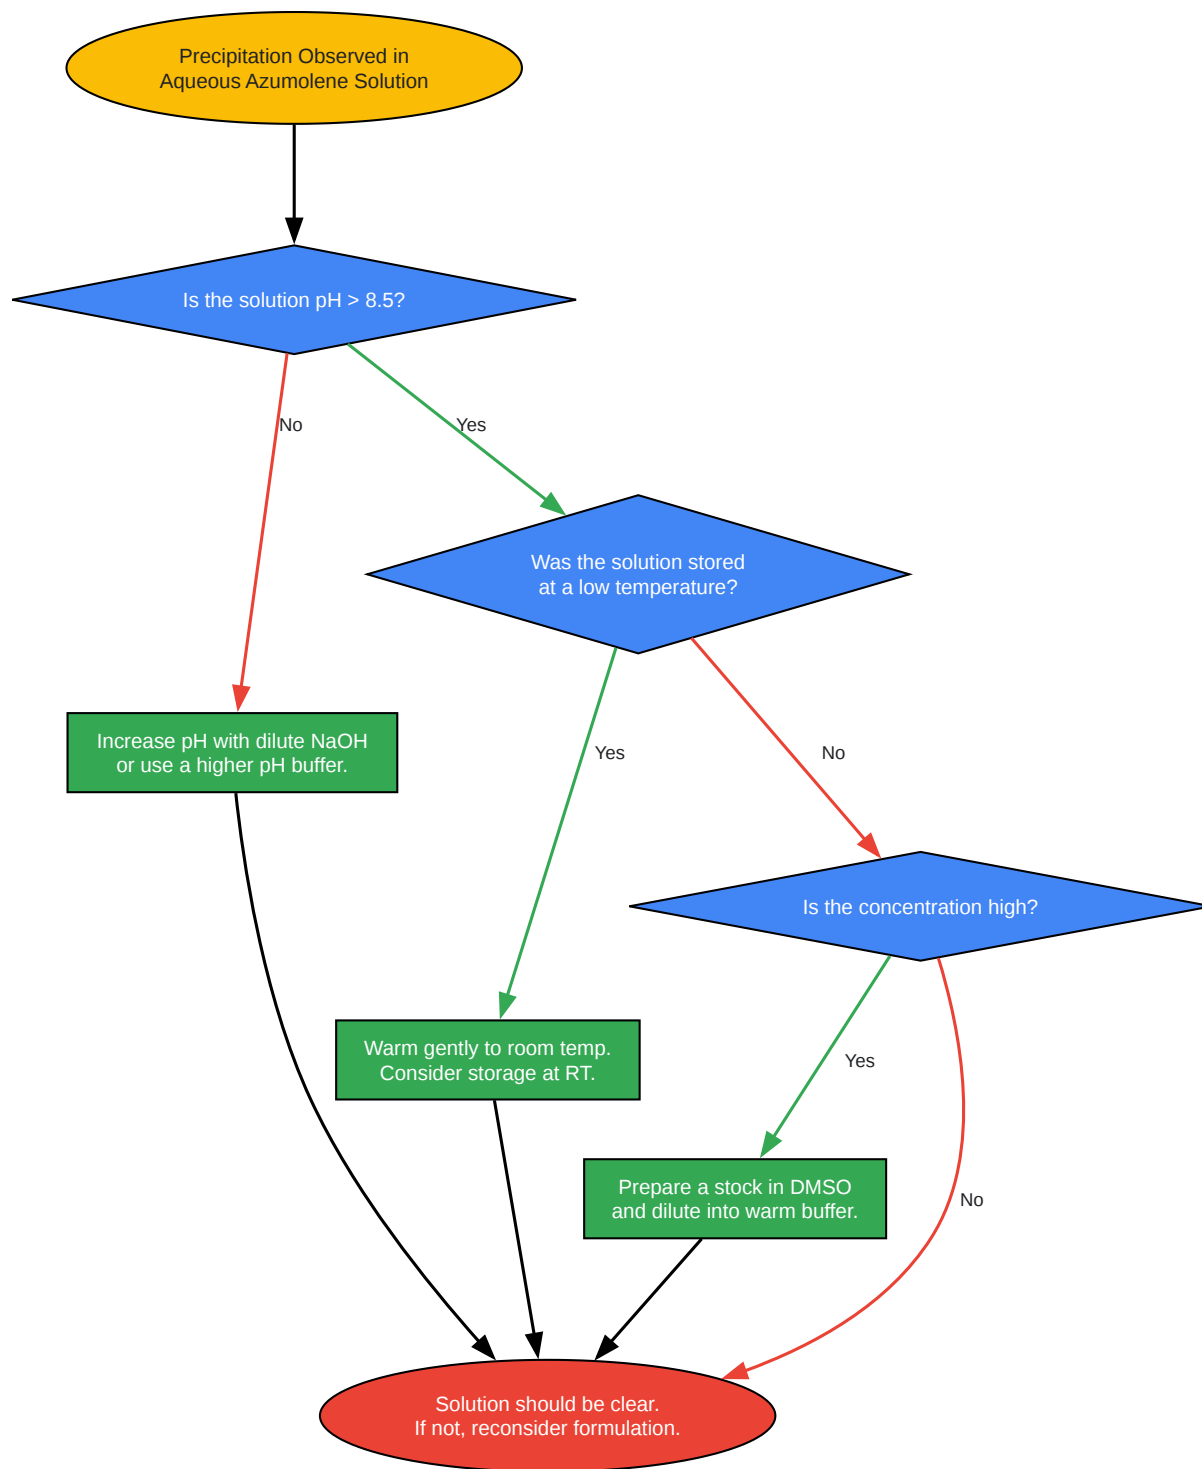 Precipitation Observed in
Aqueous Azumolene Solution
Is the solution pH > 8.5?
No
Yes
Was the solution stored
at a low temperature?
Increase pH with dilute NaOH
or use a higher pH buffer.
Yes
No
Is the concentration high?
Warm gently to room temp.
Consider storage at RT.
Yes
Prepare a stock in DMSO
and dilute into warm buffer.
No
Solution should be clear.
If not, reconsider formulation.